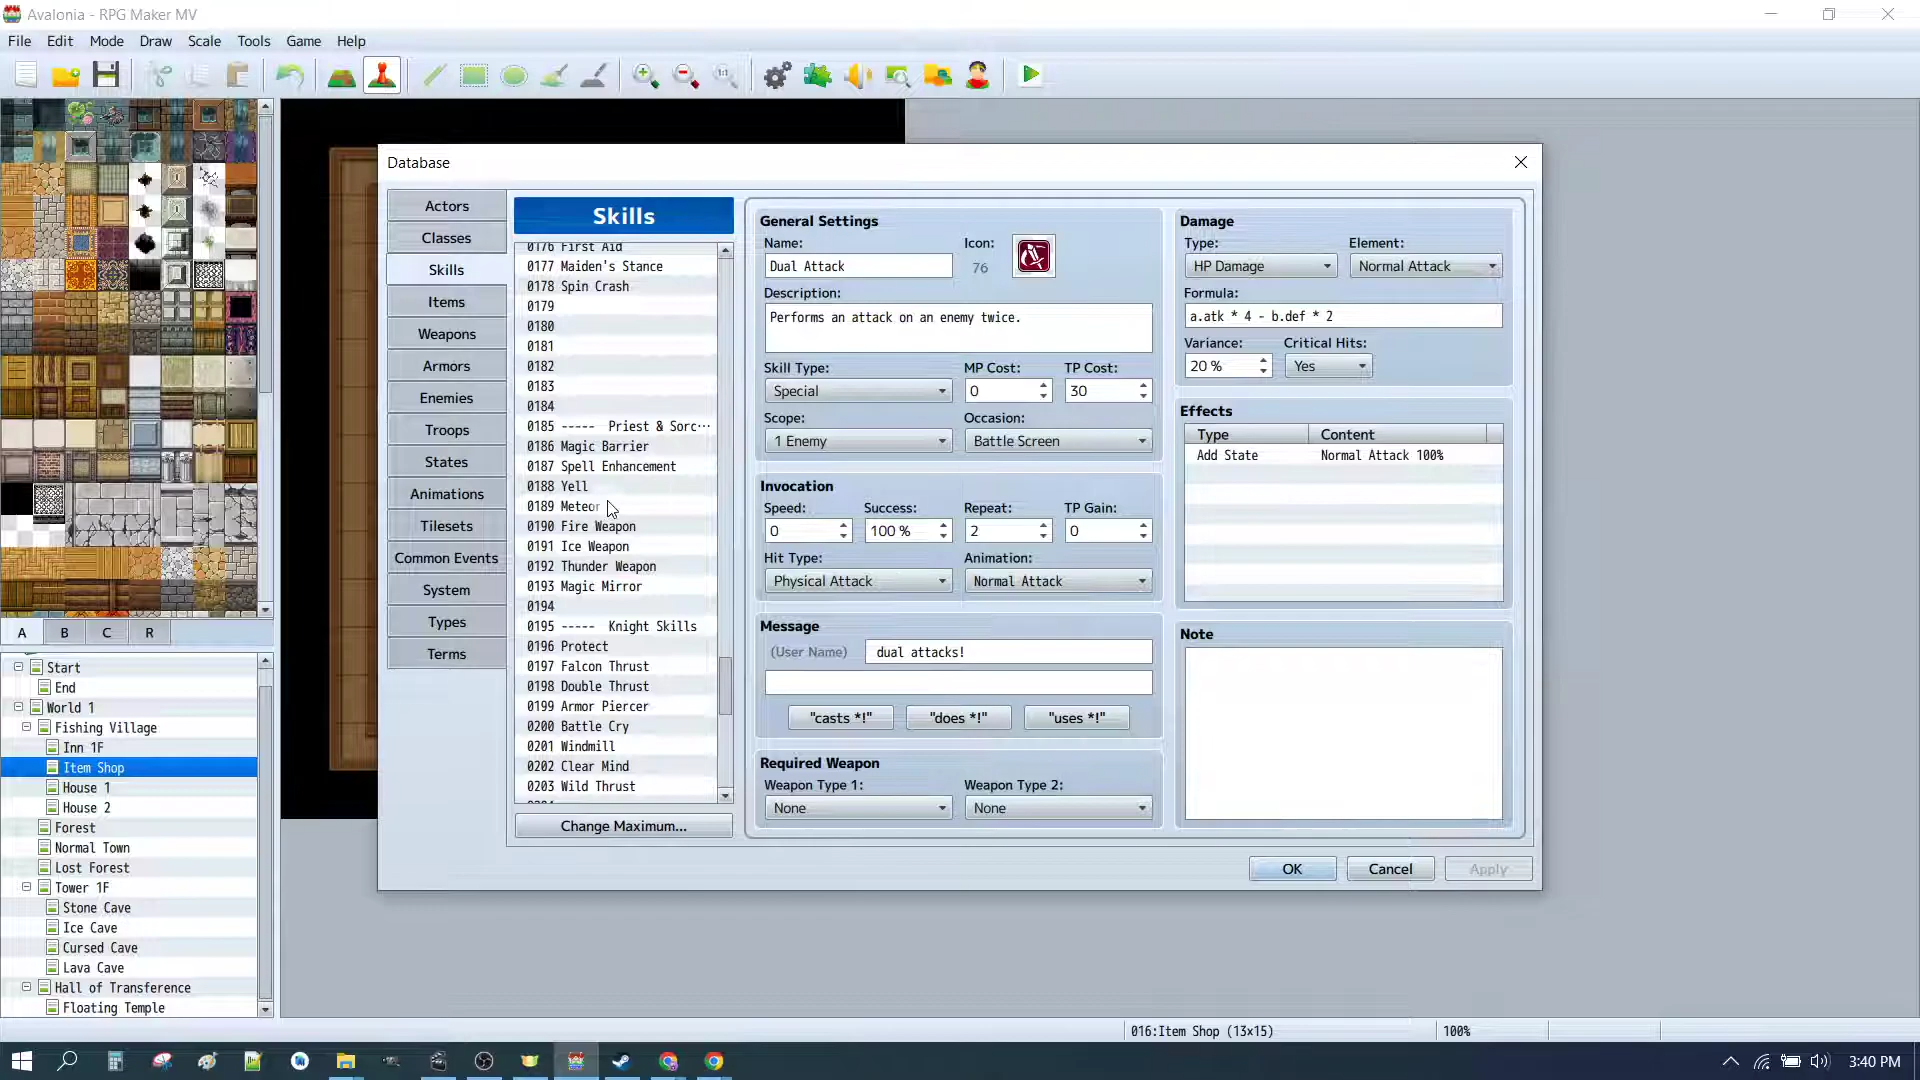 Avalonia - RPG Maker MV
File Edit Mode Draw Scale Tools Game Help
1:1
Database
Actors
Classes
Skills
Items
Weapons
Armors
Enemies
Troops
States
Animations
Tilesets
Common Events
System
Types
Terms
Skills
0176 First Aid
0177 Maiden's Stance
0178 Spin Crash
0179
0180
0181
0182
0183
0184
0185 ----- Priest & Sorc…
0186 Magic Barrier
0187 Spell Enhancement
0188 Yell
0189 Meteor
0190 Fire Weapon
0191 Ice Weapon
0192 Thunder Weapon
0193 Magic Mirror
0194
0195 ----- Knight Skills
0196 Protect
0197 Falcon Thrust
0198 Double Thrust
0199 Armor Piercer
0200 Battle Cry
0201 Windmill
0202 Clear Mind
0203 Wild Thrust
Change Maximum...
General Settings
Name:
Dual Attack
Icon:
76
Description:
Performs an attack on an enemy twice.
Skill Type: MP Cost: TP Cost:
Special 0 30
Scope: Occasion:
1 Enemy Battle Screen
Invocation
Speed: Success: Repeat: TP Gain:
0 100 % 2 0
Hit Type: Animation:
Physical Attack Normal Attack
Message
(User Name) dual attacks!
"casts *!" "does *!" "uses *!"
Required Weapon
Weapon Type 1: Weapon Type 2:
None None
Damage
Type: Element:
HP Damage Normal Attack
Formula:
a.atk * 4 - b.def * 2
Variance: Critical Hits:
20 % Yes
Effects
Type Content
Add State Normal Attack 100%
Note
OK Cancel Apply
A B C R
Start
End
World 1
Fishing Village
Inn 1F
Item Shop
House 1
House 2
Forest
Normal Town
Lost Forest
Tower 1F
Stone Cave
Ice Cave
Cursed Cave
Lava Cave
Hall of Transference
Floating Temple
016:Item Shop (13x15) 100%
3:40 PM